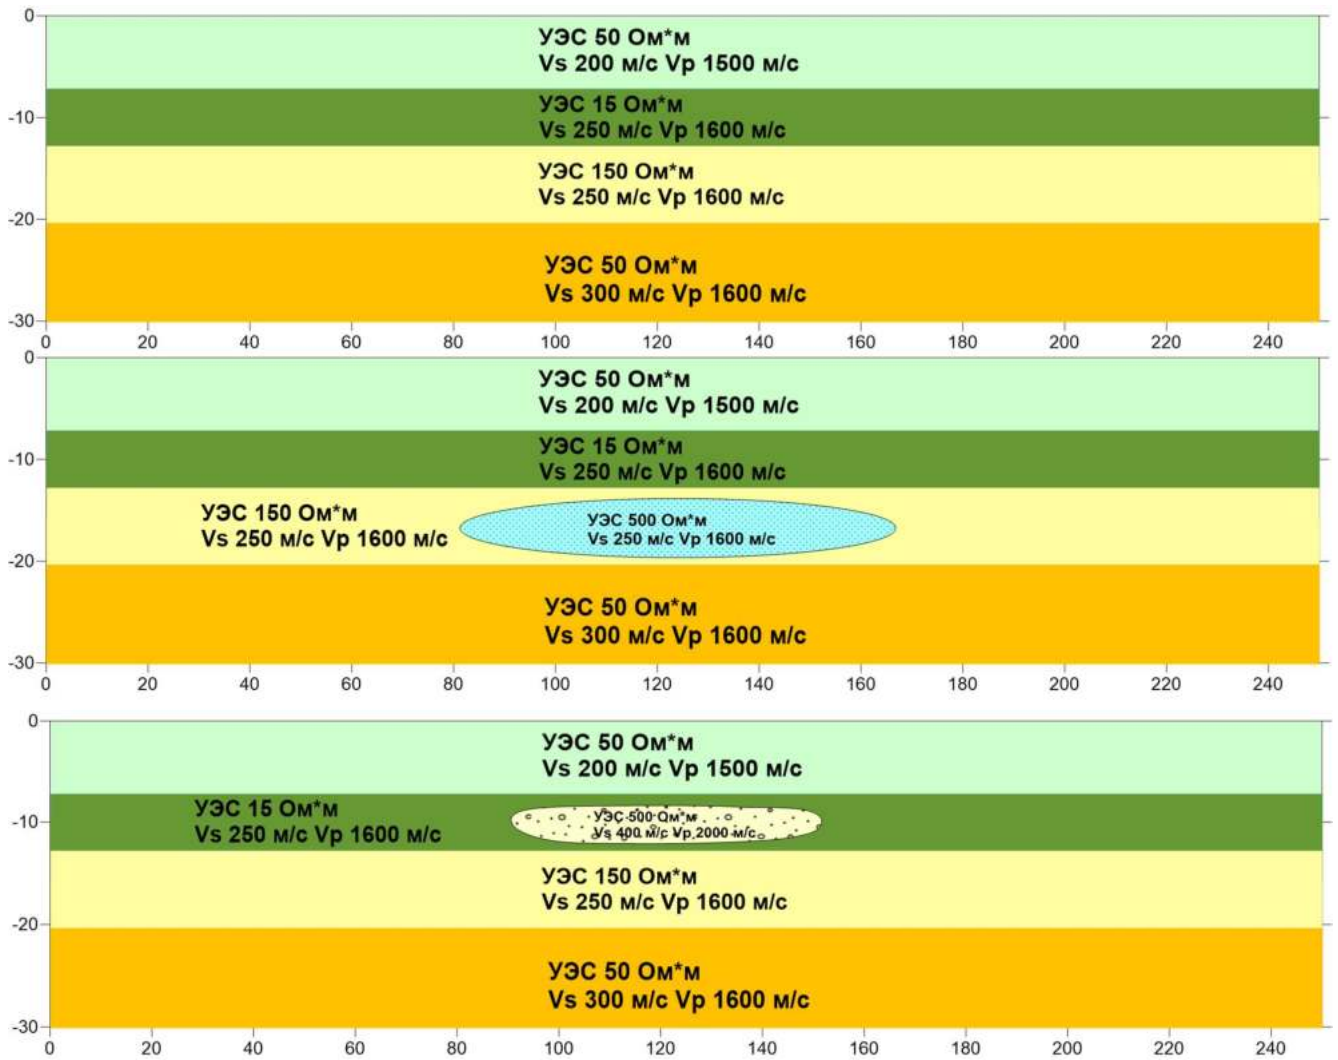 0
УЭС 50 Ом*м
Vs 200 м/с Vp 1500 м/с
-10
УЭС 15 Ом*м
Vs 250 м/с Vp 1600 м/с
УЭС 150 Ом*м
Vs 250 м/с Vp 1600 м/с
-20
УЭС 50 Ом*м
Vs 300 м/с Vp 1600 м/с
-30
0 20 40 60 80 100 120 140 160 180 200 220 240
0
УЭС 50 Ом*м
Vs 200 м/с Vp 1500 м/с
-10
УЭС 15 Ом*м
Vs 250 м/с Vp 1600 м/с
УЭС 150 Ом*м
Vs 250 м/с Vp 1600 м/с
УЭС 500 Ом*м
Vs 250 м/с Vp 1600 м/с
-20
УЭС 50 Ом*м
Vs 300 м/с Vp 1600 м/с
-30
0 20 40 60 80 100 120 140 160 180 200 220 240
0
УЭС 50 Ом*м
Vs 200 м/с Vp 1500 м/с
-10
УЭС 15 Ом*м
Vs 250 м/с Vp 1600 м/с
УЭС 500 Ом*м
Vs 400 м/с Vp 2000 м/с
УЭС 150 Ом*м
Vs 250 м/с Vp 1600 м/с
-20
УЭС 50 Ом*м
Vs 300 м/с Vp 1600 м/с
-30
0 20 40 60 80 100 120 140 160 180 200 220 240